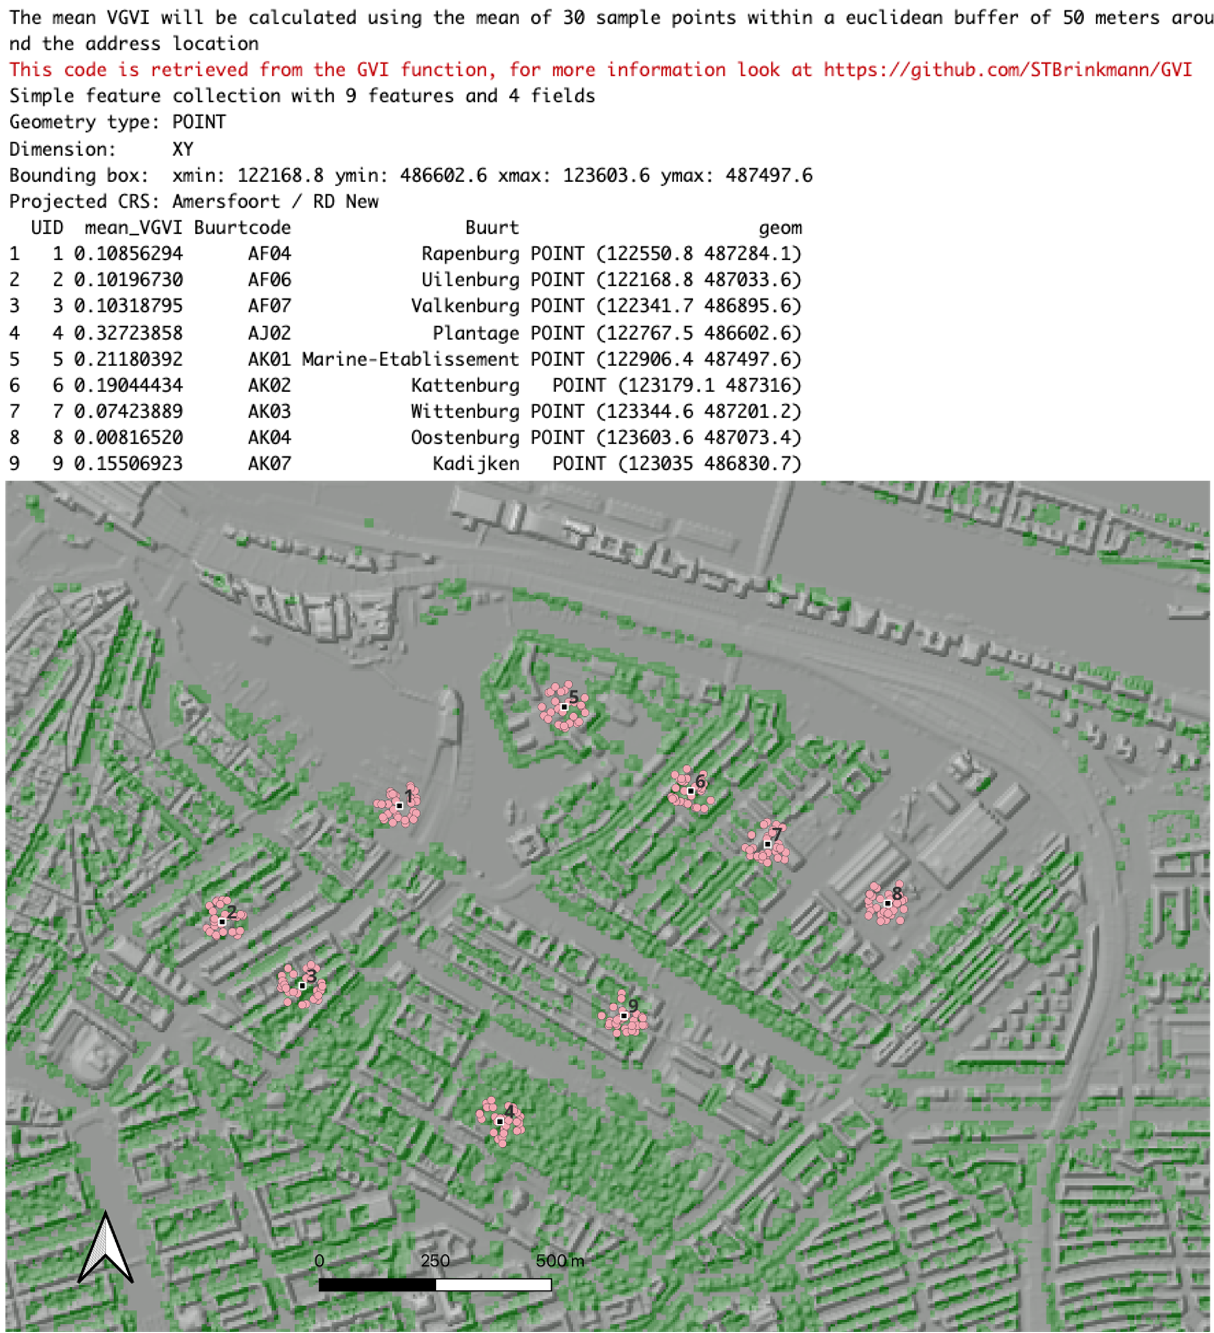 The mean VGVI will be calculated using the mean of 30 sample points within a euclidean buffer of 50 meters arou
nd the address location
This code is retrieved from the GVI function, for more information look at https://github.com/STBrinkmann/GVI
Simple feature collection with 9 features and 4 fields
Geometry type: POINT
Dimension:     XY
Bounding box:  xmin: 122168.8 ymin: 486602.6 xmax: 123603.6 ymax: 487497.6
Projected CRS: Amersfoort / RD New
  UID  mean_VGVI Buurtcode                Buurt                      geom
1   1 0.10856294      AF04            Rapenburg POINT (122550.8 487284.1)
2   2 0.10196730      AF06            Uilenburg POINT (122168.8 487033.6)
3   3 0.10318795      AF07           Valkenburg POINT (122341.7 486895.6)
4   4 0.32723858      AJ02             Plantage POINT (122767.5 486602.6)
5   5 0.21180392      AK01 Marine-Etablissement POINT (122906.4 487497.6)
6   6 0.19044434      AK02           Kattenburg   POINT (123179.1 487316)
7   7 0.07423889      AK03           Wittenburg POINT (123344.6 487201.2)
8   8 0.00816520      AK04           Oostenburg POINT (123603.6 487073.4)
9   9 0.15506923      AK07             Kadijken   POINT (123035 486830.7)
5
6
1
7
8
2
3
9
4
0 250 500 m